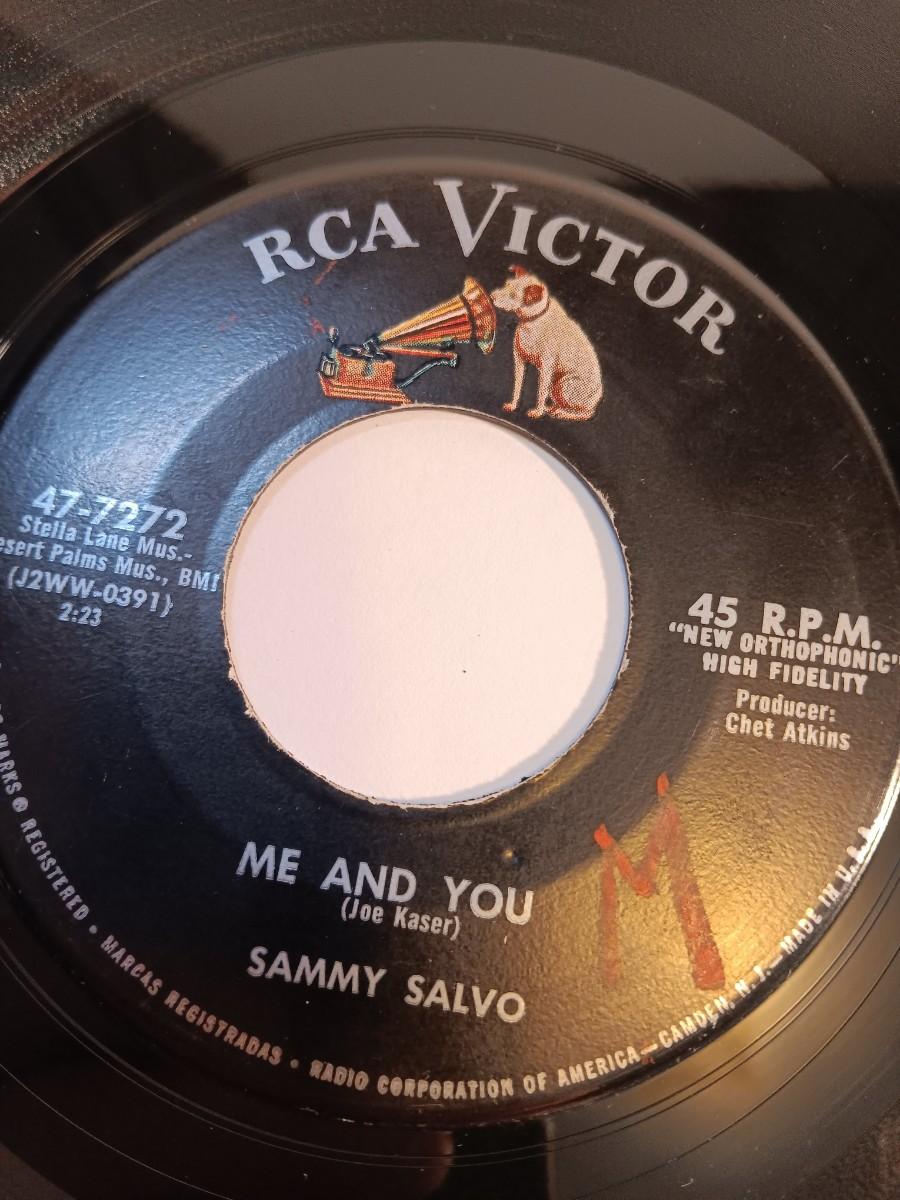 RCA VICTOR
47-7272
Stella Lane Mus.-
esert Palms Mus., BMI
(J2WW-0391)
2:23
45 R.P.M.
"NEW ORTHOPHONIC"
HIGH FIDELITY
Producer:
Chet Atkins
ME AND YOU
(Joe Kaser)
SAMMY SALVO
M
MARKS ® REGISTERED • MARCAS REGISTRADAS • RADIO CORPORATION OF AMERICA—CAMDEN, N. J.—MADE IN U.S.A.